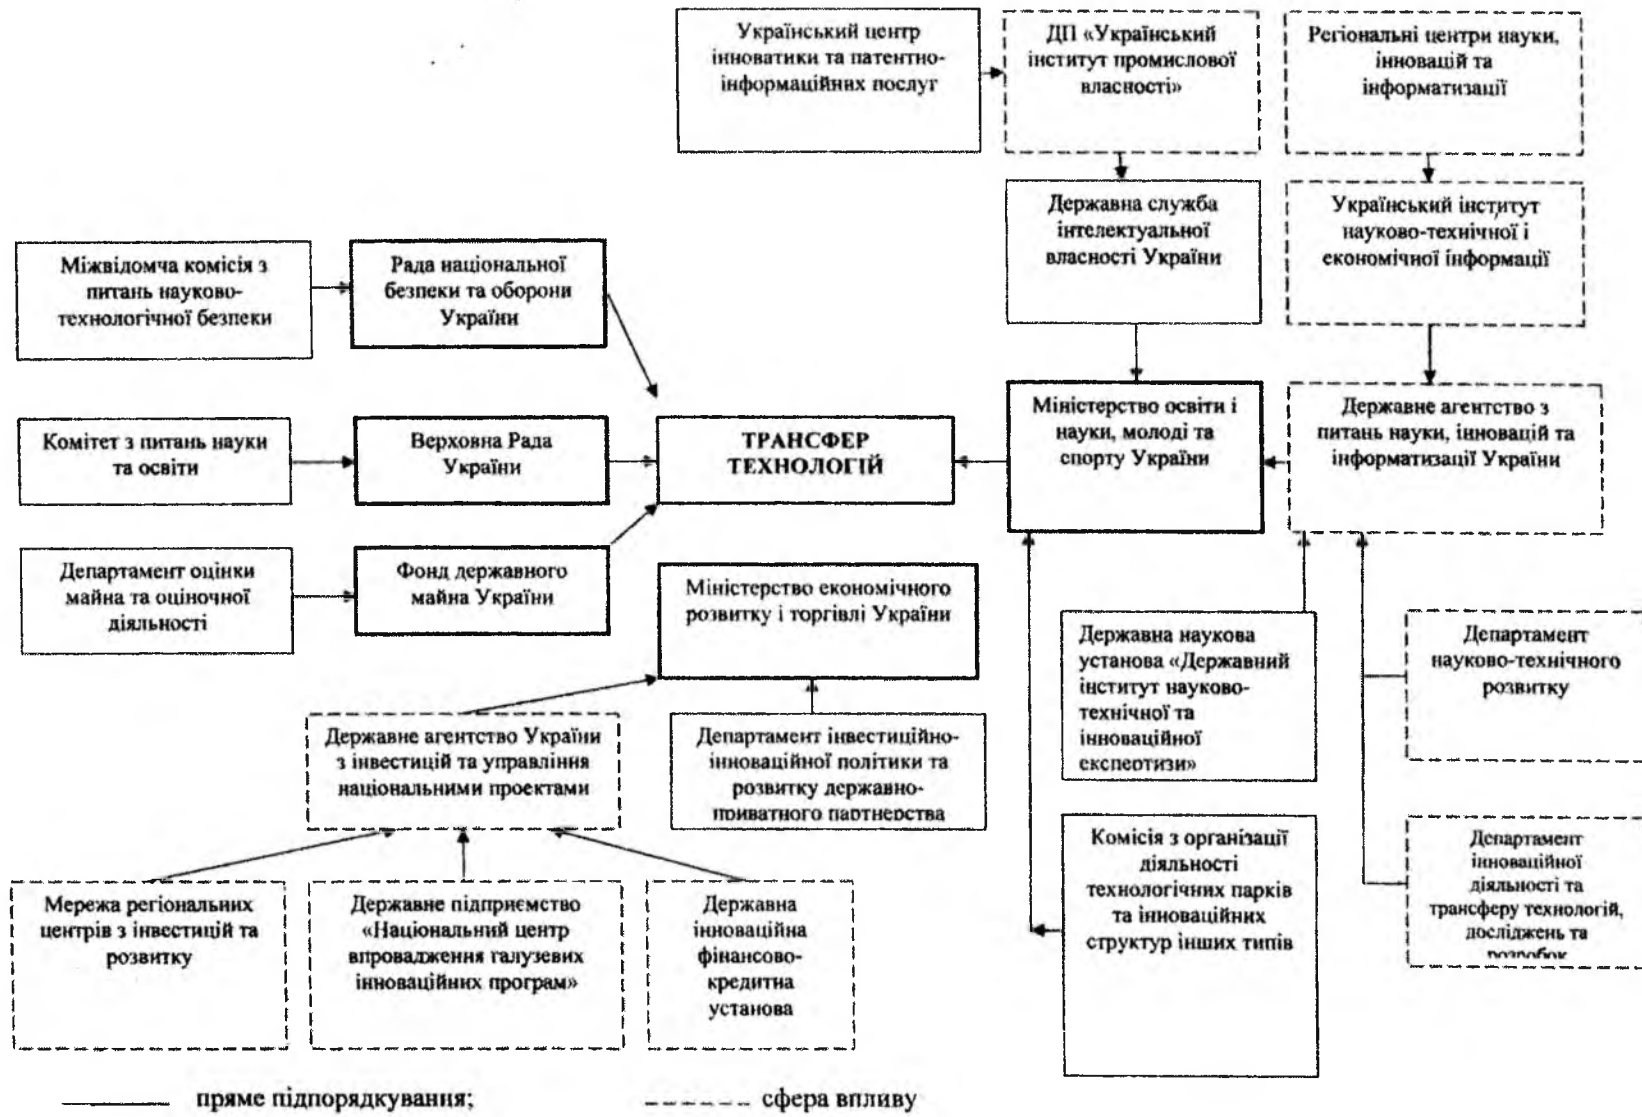 Український центр
інноватики та патентно-
інформаційних послуг
ДП «Український
інститут промислової
власності»
Регіональні центри науки,
інновацій та
інформатизації
Державна служба
інтелектуальної
власності України
Український інститут
науково-технічної і
економічної інформації
Міжвідомча комісія з
питань науково-
технологічної безпеки
Рада національної
безпеки та оборони
України
Комітет з питань науки
та освіти
Верховна Рада
України
ТРАНСФЕР
ТЕХНОЛОГІЙ
Міністерство освіти і
науки, молоді та
спорту України
Державне агентство з
питань науки, інновацій та
інформатизації України
Департамент оцінки
майна та оціночної
діяльності
Фонд державного
майна України
Міністерство економічного
розвитку і торгівлі України
Державна наукова
установа «Державний
інститут науково-
технічної та
інноваційної
експертизи»
Департамент
науково-технічного
розвитку
Державне агентство України
з інвестицій та управління
національними проектами
Департамент інвестиційно-
інноваційної політики та
розвитку державно-
приватного партнерства
Комісія з організації
діяльності
технологічних парків
та інноваційних
структур інших типів
Департамент
інноваційної
діяльності та
трансферу технологій,
досліджень та
розробок
Мережа регіональних
центрів з інвестицій та
розвитку
Державне підприємство
«Національний центр
впровадження галузевих
інноваційних програм»
Державна
інноваційна
фінансово-
кредитна
установа
пряме підпорядкування;
сфера впливу